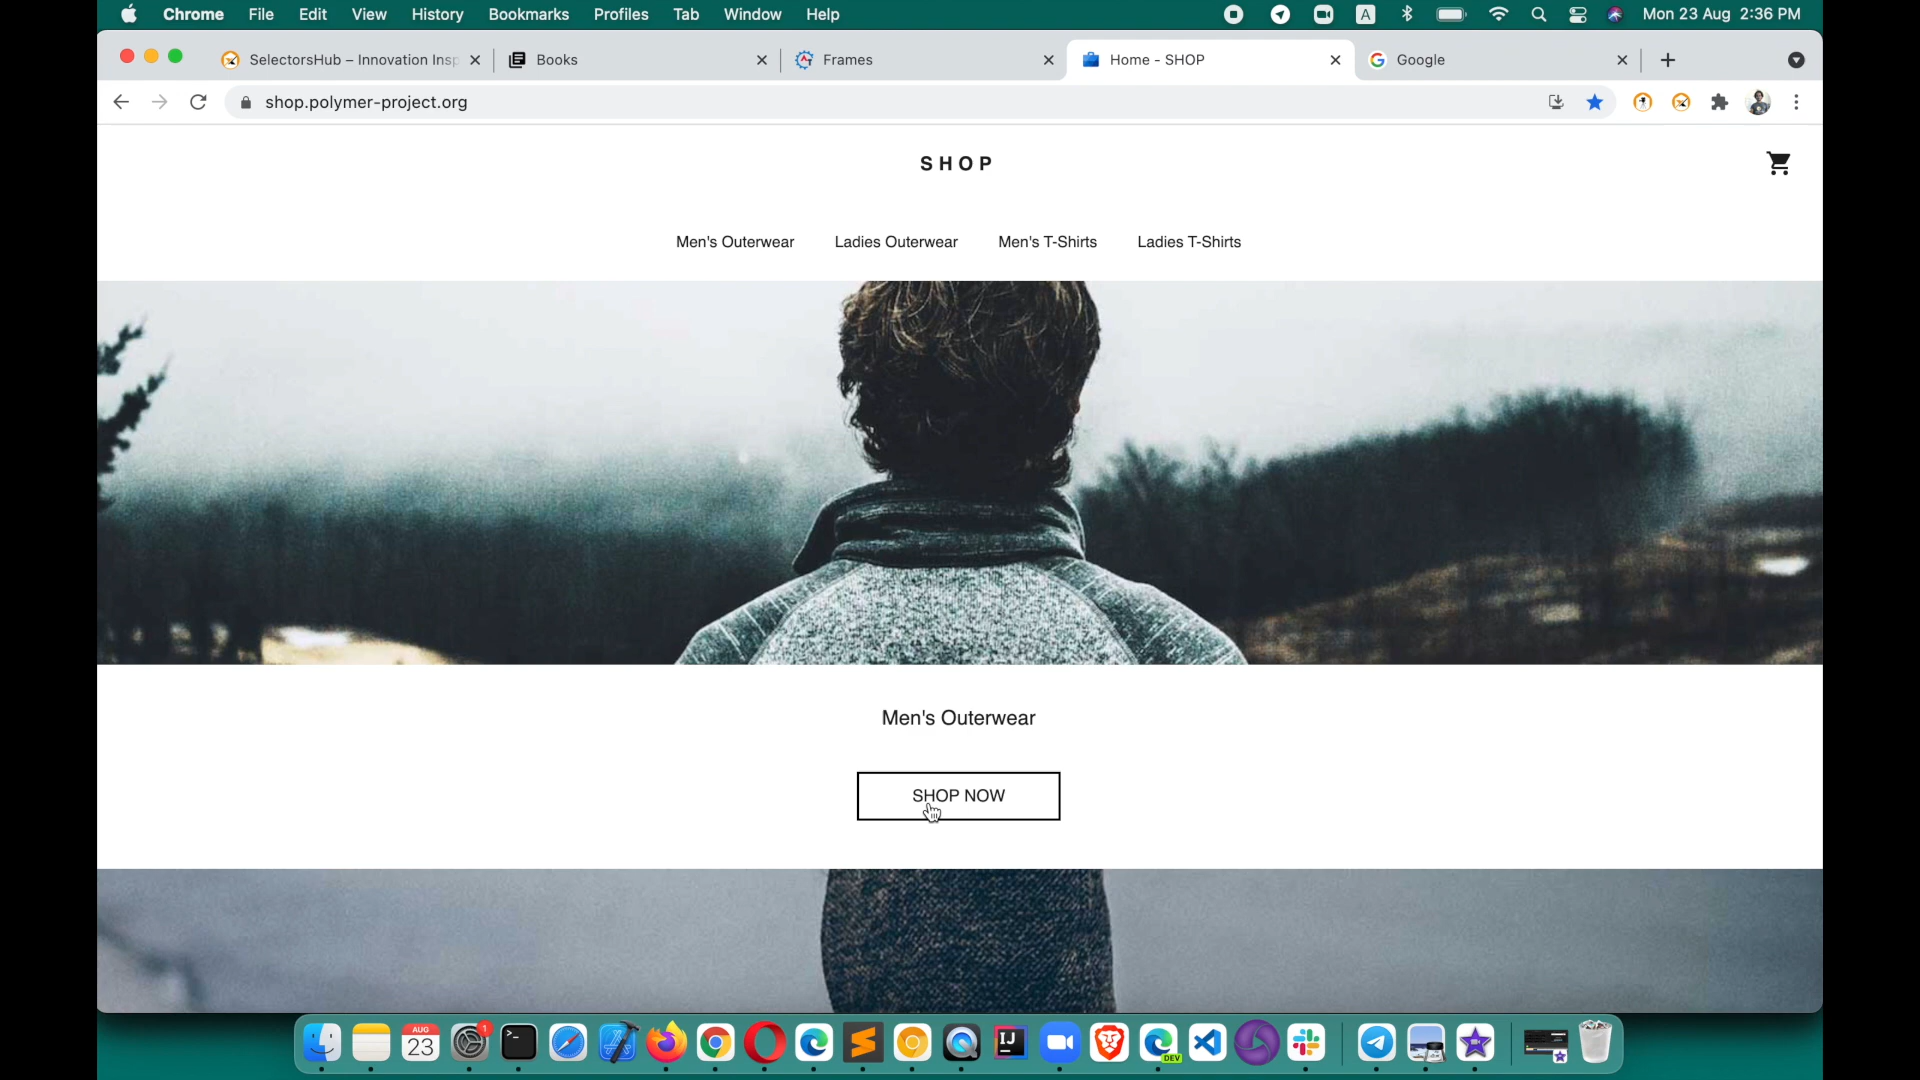 Chrome File Edit View History Bookmarks Profiles Tab Window Help A Mon 23 Aug 2:36 PM
SelectorsHub – Innovation Insp Books Frames Home - SHOP Google
shop.polymer-project.org
SHOP
Men's Outerwear Ladies Outerwear Men's T-Shirts Ladies T-Shirts
Men's Outerwear
SHOP NOW
AUG
23
1
>_
IJ
DEV